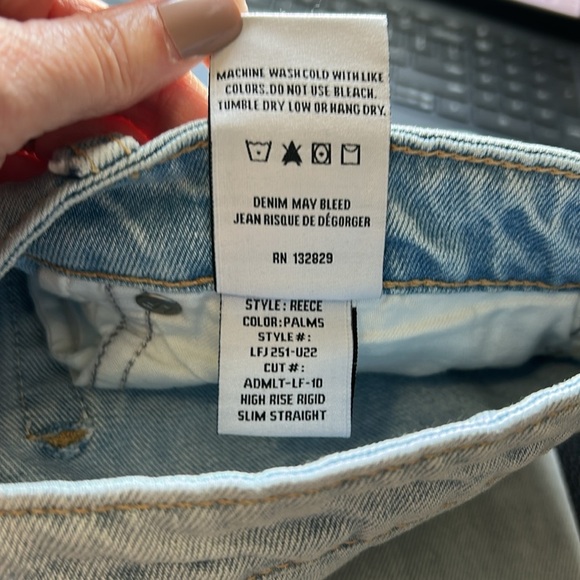 MACHINE WASH COLD WITH LIKE
COLORS. DO NOT USE BLEACH.
TUMBLE DRY LOW OR HANG DRY.
DENIM MAY BLEED
JEAN RISQUE DE DÉGORGER
RN 132829
STYLE: REECE
COLOR: PALMS
STYLE #:
LFJ251-U22
CUT #:
ADMLT-LF-10
HIGH RISE RIGID
SLIM STRAIGHT